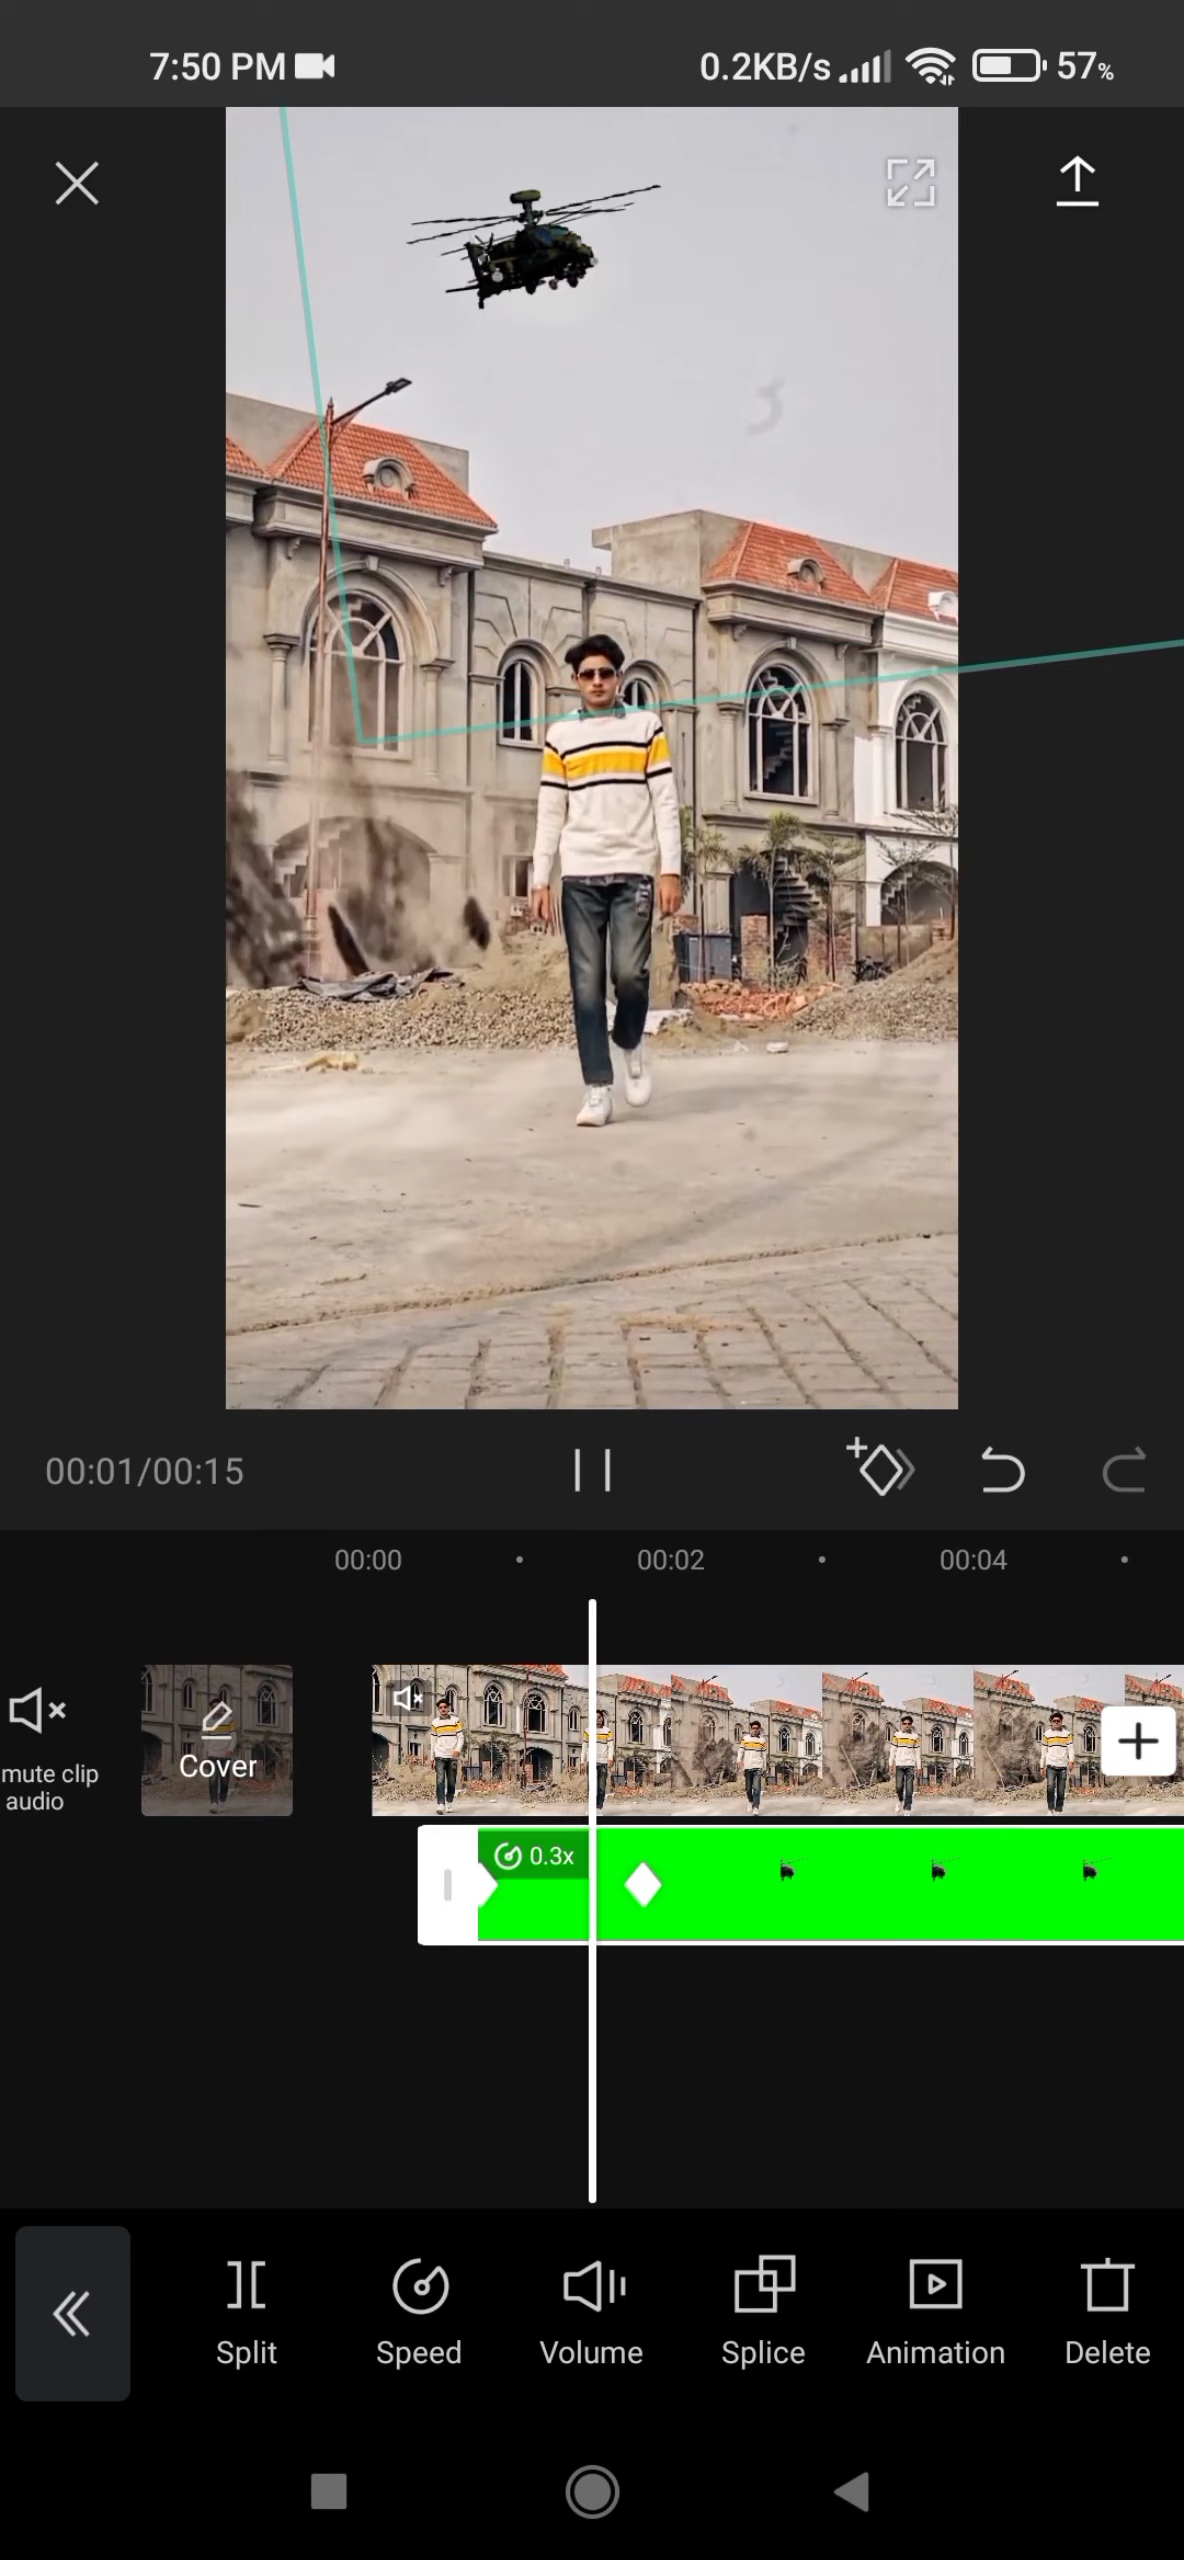 7:50 PM 0.2KB/s 57%
00:01/00:15
00:00 00:02 00:04
mute clip
audio
Cover
0.3x
Split Speed Volume Splice Animation Delete